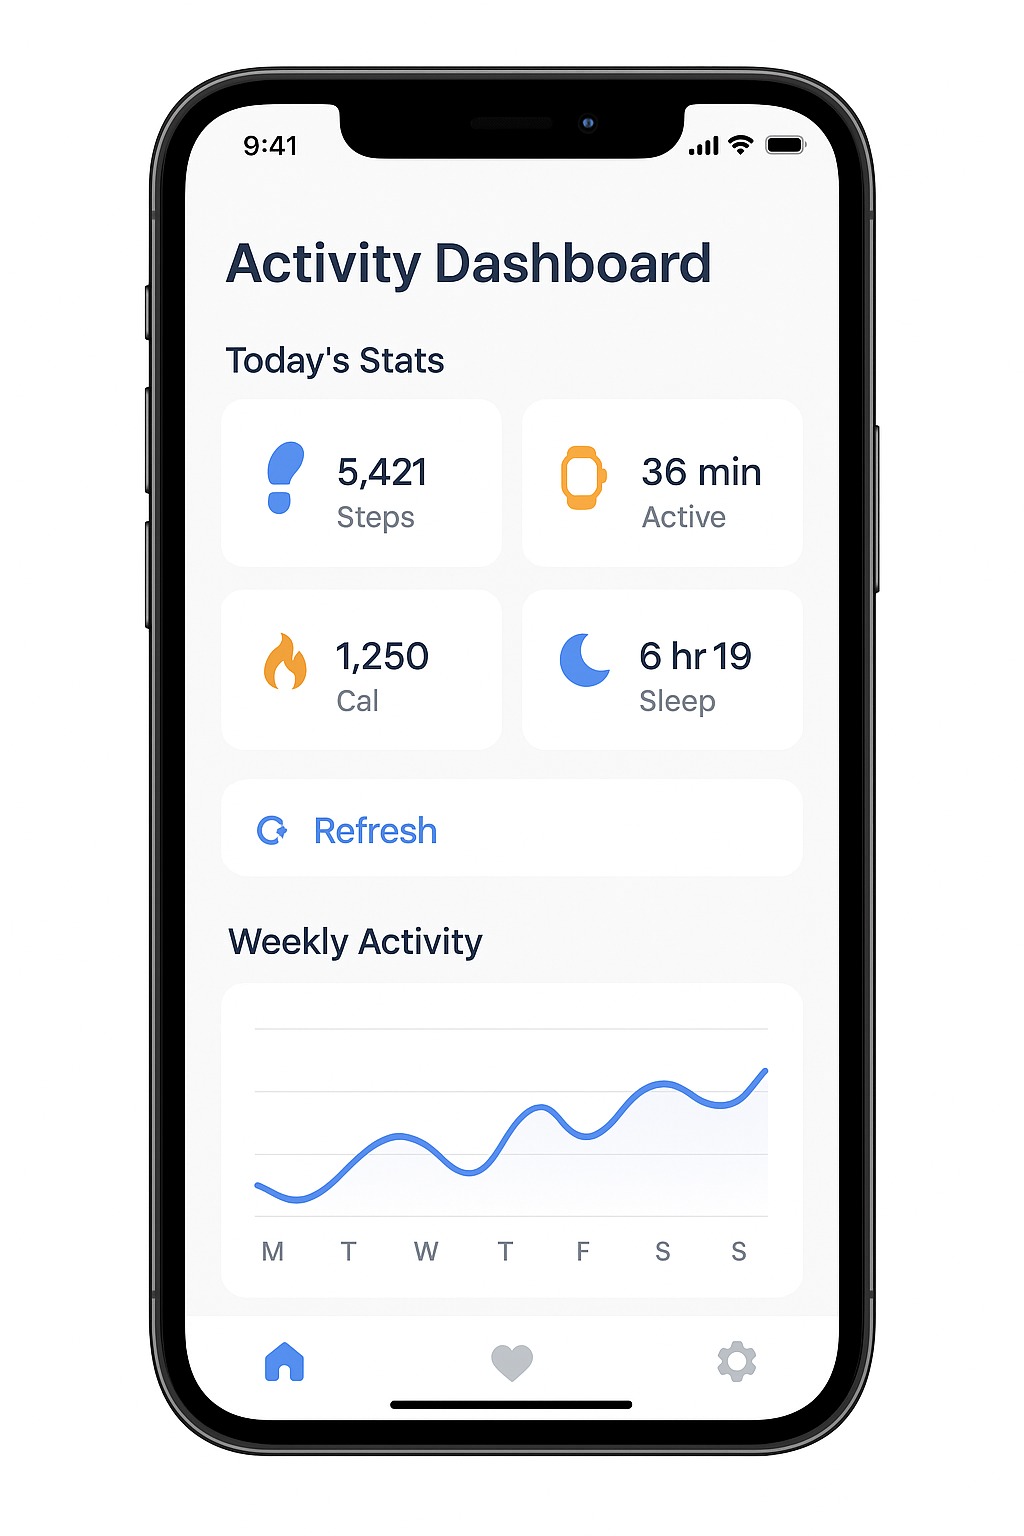 9:41
Activity Dashboard
Today's Stats
5,421
Steps
36 min
Active
1,250
Cal
6 hr 19
Sleep
Refresh
Weekly Activity
M T W T F S S